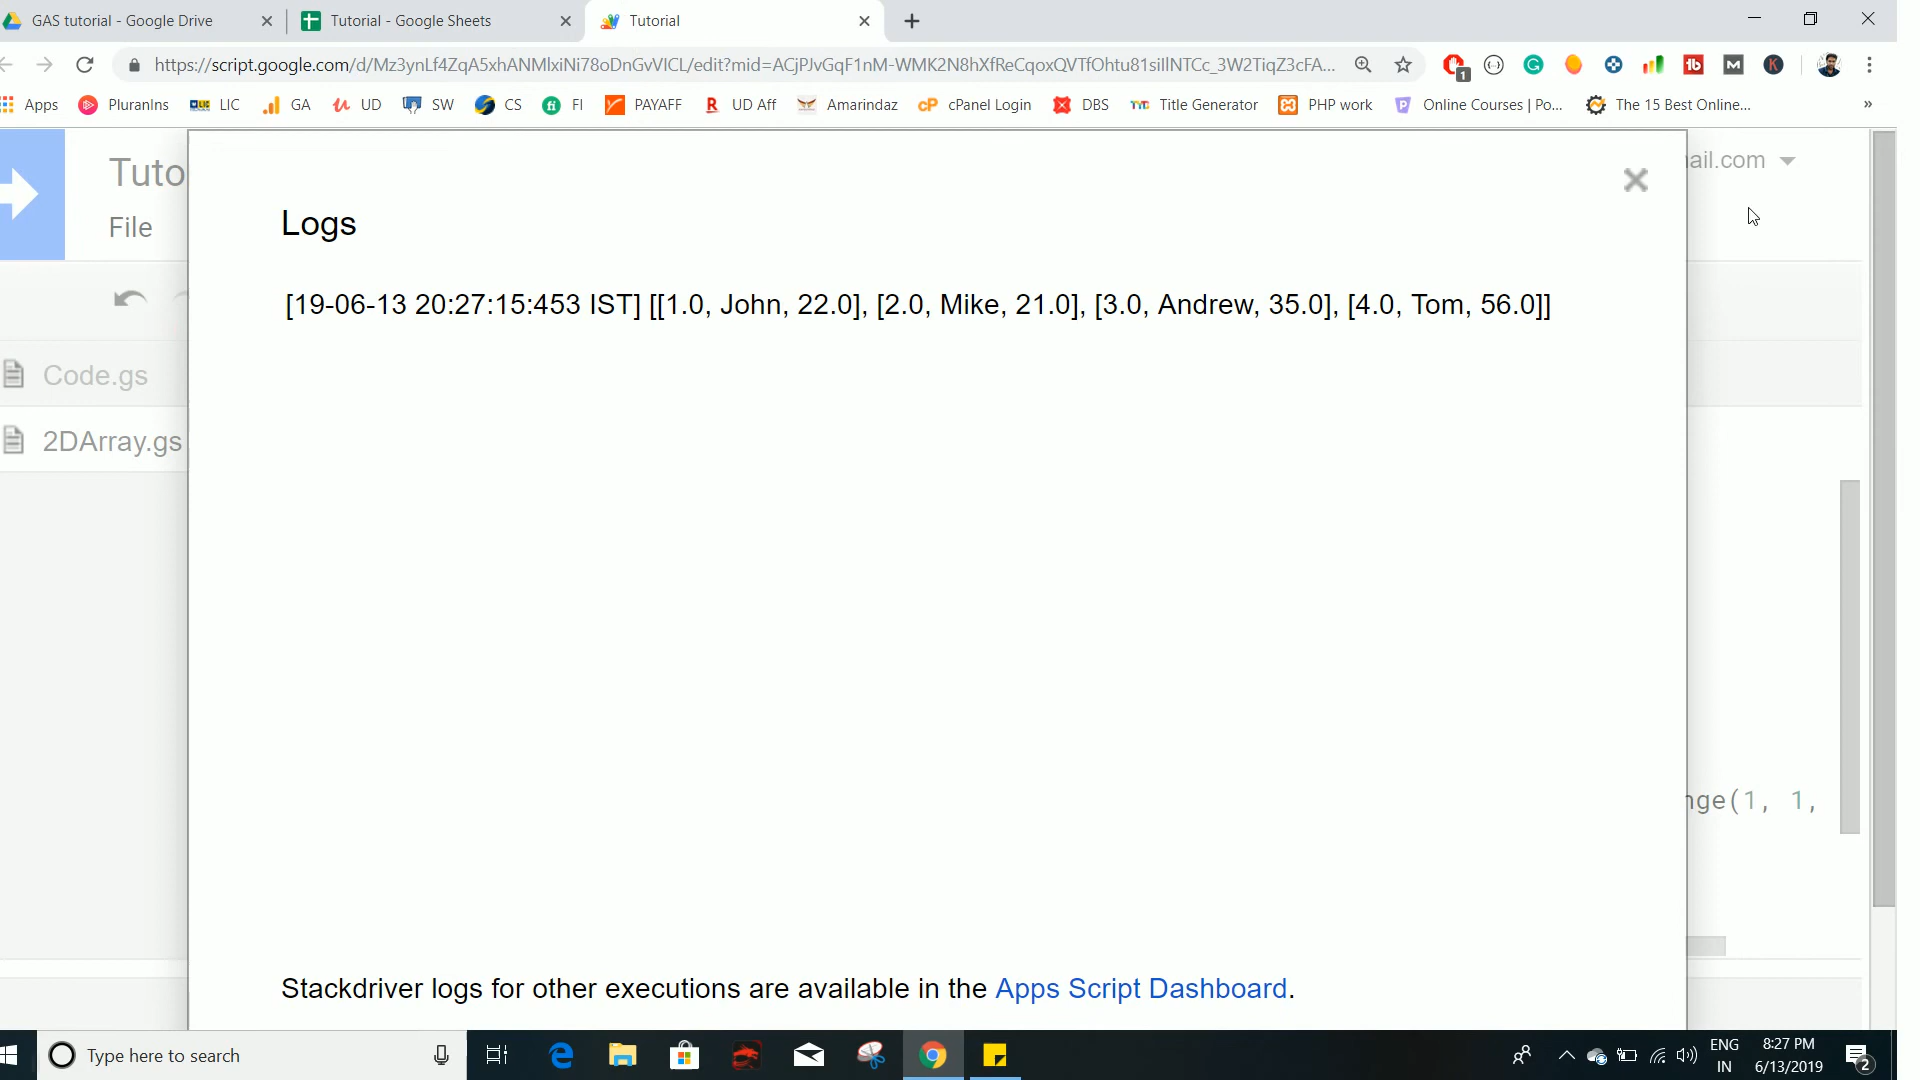 GAS tutorial - Google Drive
Tutorial - Google Sheets
Tutorial
https://script.google.com/d/Mz3ynLf4ZqA5xhANMlxiNi78oDnGvVICL/edit?mid=ACjPJvGqF1nM-WMK2N8hXfReCqoxQVTfOhtu81siIlNTCc_3W2TiqZ3cFA...
1
Apps PluranIns LIC GA UD SW CS FI PAYAFF UD Aff Amarindaz cPanel Login DBS Title Generator PHP work Online Courses | Po... The 15 Best Online... »
Tuto
ail.com
File
Logs
[19-06-13 20:27:15:453 IST] [[1.0, John, 22.0], [2.0, Mike, 21.0], [3.0, Andrew, 35.0], [4.0, Tom, 56.0]]
Code.gs
2DArray.gs
nge(1, 1,
Stackdriver logs for other executions are available in the Apps Script Dashboard.
Type here to search
ENG
IN
8:27 PM
6/13/2019
2